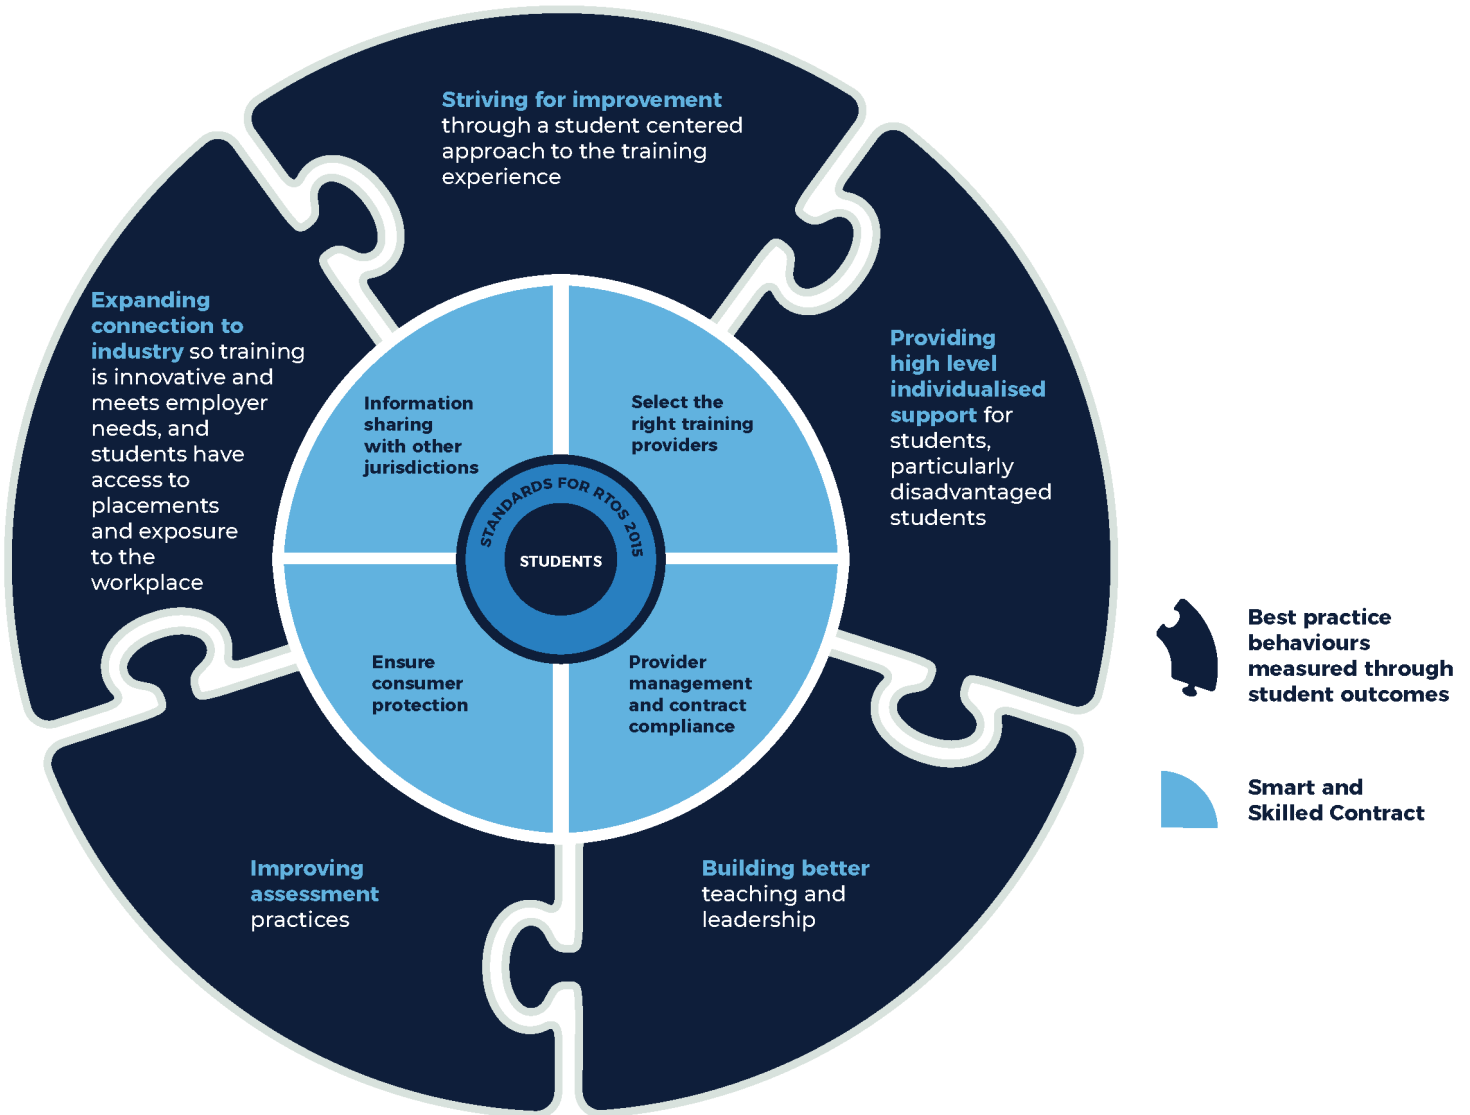 Striving for improvement
through a student centered
approach to the training
experience
Expanding
connection to
industry so training
is innovative and
meets employer
needs, and
students have
access to
placements
and exposure
to the
workplace
Providing
high level
individualised
support for
students,
particularly
disadvantaged
students
Information
sharing
with other
jurisdictions
Select the
right training
providers
STANDARDS FOR RTOS 2015
STUDENTS
Ensure
consumer
protection
Provider
management
and contract
compliance
Improving
assessment
practices
Building better
teaching and
leadership
Best practice
behaviours
measured through
student outcomes
Smart and
Skilled Contract